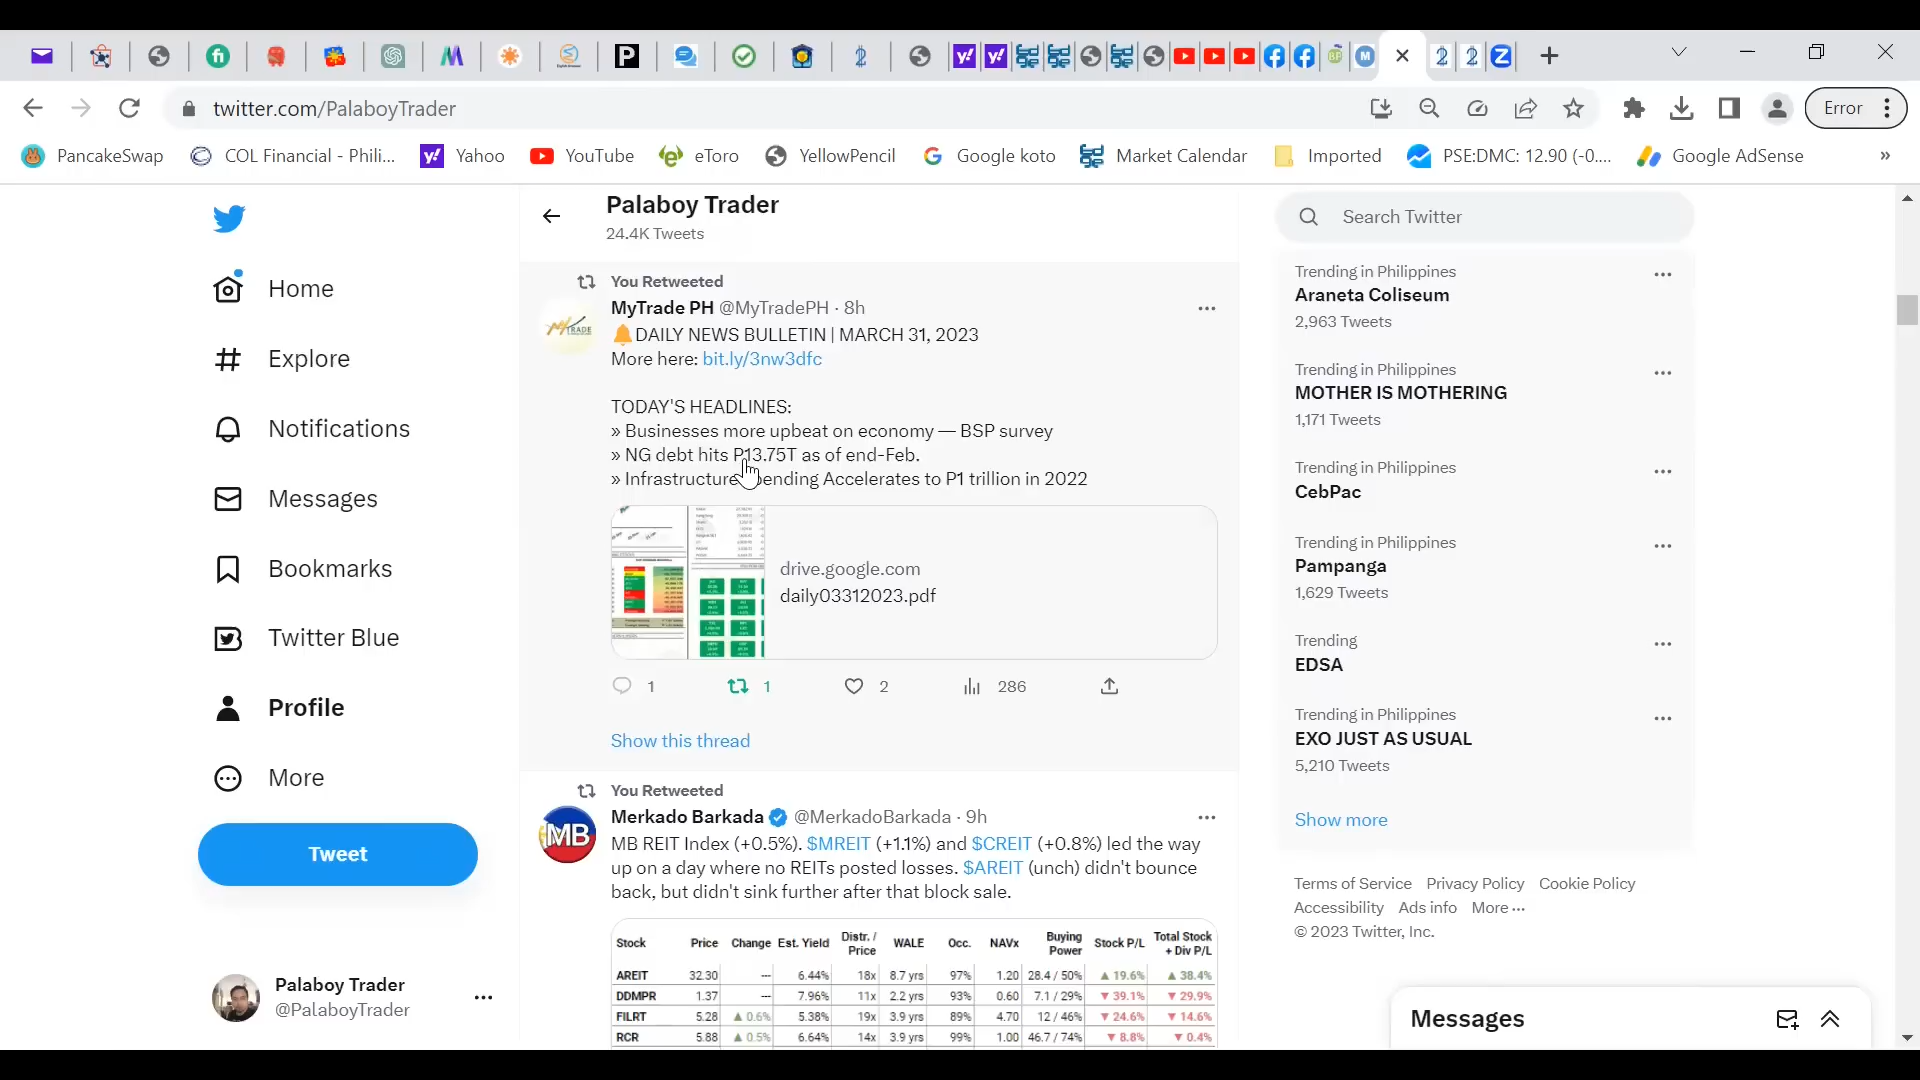 twitter.com/PalaboyTrader
Error
PancakeSwap
COL Financial - Phili...
Yahoo
YouTube
eToro
YellowPencil
Google koto
Market Calendar
Imported
PSE:DMC: 12.90 (-0....
Google AdSense
»
Home
Explore
Notifications
Messages
Bookmarks
Twitter Blue
Profile
More
Tweet
Palaboy Trader
@PalaboyTrader
Palaboy Trader
24.4K Tweets
You Retweeted
MyTrade PH @MyTradePH · 8h
DAILY NEWS BULLETIN | MARCH 31, 2023
More here: bit.ly/3nw3dfc
TODAY'S HEADLINES:
» Businesses more upbeat on economy — BSP survey
» NG debt hits P13.75T as of end-Feb.
» Infrastructure Spending Accelerates to P1 trillion in 2022
drive.google.com
daily03312023.pdf
1
1
2
286
Show this thread
You Retweeted
Merkado Barkada @MerkadoBarkada · 9h
MB REIT Index (+0.5%). $MREIT (+1.1%) and $CREIT (+0.8%) led the way
up on a day where no REITs posted losses. $AREIT (unch) didn't bounce
back, but didn't sink further after that block sale.
MB
Stock Price Change Est. Yield Distr. / Price WALE Occ. NAVx Buying Power Stock P/L Total Stock + Div P/L
AREIT 32.30 --- 6.44% 18x 8.7 yrs 97% 1.20 28.4 / 50% ▲ 19.6% ▲ 38.4%
DDMPR 1.37 --- 7.96% 11x 2.2 yrs 93% 0.60 7.1 / 29% ▼ 39.1% ▼ 29.9%
FILRT 5.28 ▲ 0.6% 5.38% 19x 3.9 yrs 89% 4.70 12 / 46% ▼ 24.6% ▼ 14.6%
RCR 5.88 ▲ 0.5% 6.64% 14x 3.9 yrs 99% 1.00 46.7 / 74% ▼ 8.8% ▼ 0.4%
Search Twitter
Trending in Philippines
Araneta Coliseum
2,963 Tweets
Trending in Philippines
MOTHER IS MOTHERING
1,171 Tweets
Trending in Philippines
CebPac
Trending in Philippines
Pampanga
1,629 Tweets
Trending
EDSA
Trending in Philippines
EXO JUST AS USUAL
5,210 Tweets
Show more
Terms of Service Privacy Policy Cookie Policy
Accessibility Ads info More ···
© 2023 Twitter, Inc.
Messages